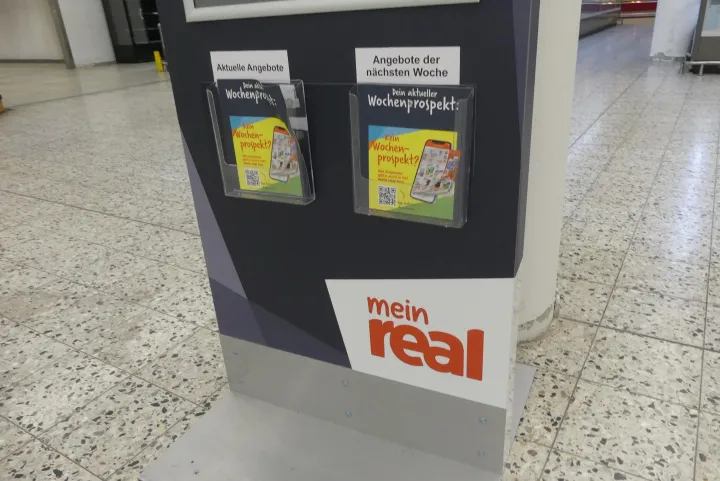 Aktuelle Angebote
Dein
Wochenprospekt:
Kein
Wochen-
prospekt?
Angebote der
nächsten Woche
Dein aktueller
Wochenprospekt:
Kein
Wochen-
prospekt?
mein
real